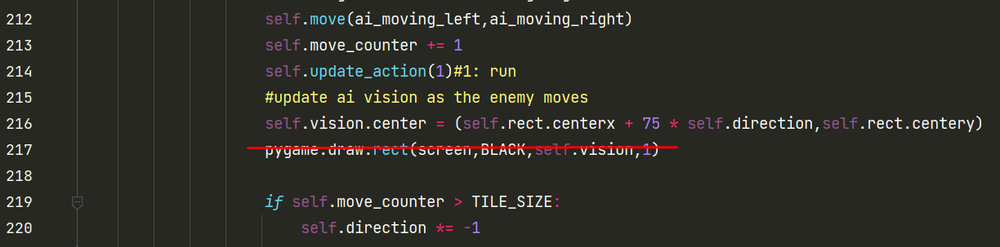 212 self.move(ai_moving_left,ai_moving_right)
213 self.move_counter += 1
214 self.update_action(1)#1: run
215 #update ai vision as the enemy moves
216 self.vision.center = (self.rect.centerx + 75 * self.direction,self.rect.centery)
217 pygame.draw.rect(screen,BLACK,self.vision,1)
218
219 if self.move_counter > TILE_SIZE:
220 self.direction *= -1